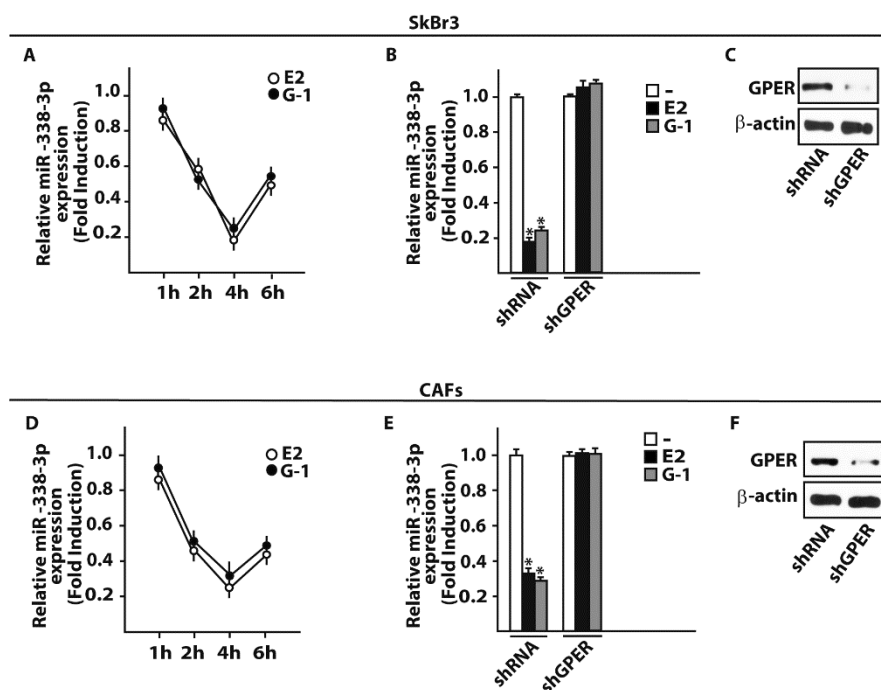 SkBr3
A
Relative miR -338-3p
expression
(Fold Induction)
1.0
0.8
0.6
0.4
0.2
E2
G-1
1h 2h 4h 6h
B
Relative miR -338-3p
expression
(Fold Induction)
1.0
0.8
0.6
0.4
0.2
-
E2
G-1
* *
shRNA shGPER
C
GPER
β-actin
shRNA shGPER
CAFs
D
Relative miR -338-3p
expression
(Fold Induction)
1.0
0.8
0.6
0.4
0.2
E2
G-1
1h 2h 4h 6h
E
Relative miR -338-3p
expression
(Fold Induction)
1.0
0.8
0.6
0.4
0.2
-
E2
G-1
* *
shRNA shGPER
F
GPER
β-actin
shRNA shGPER